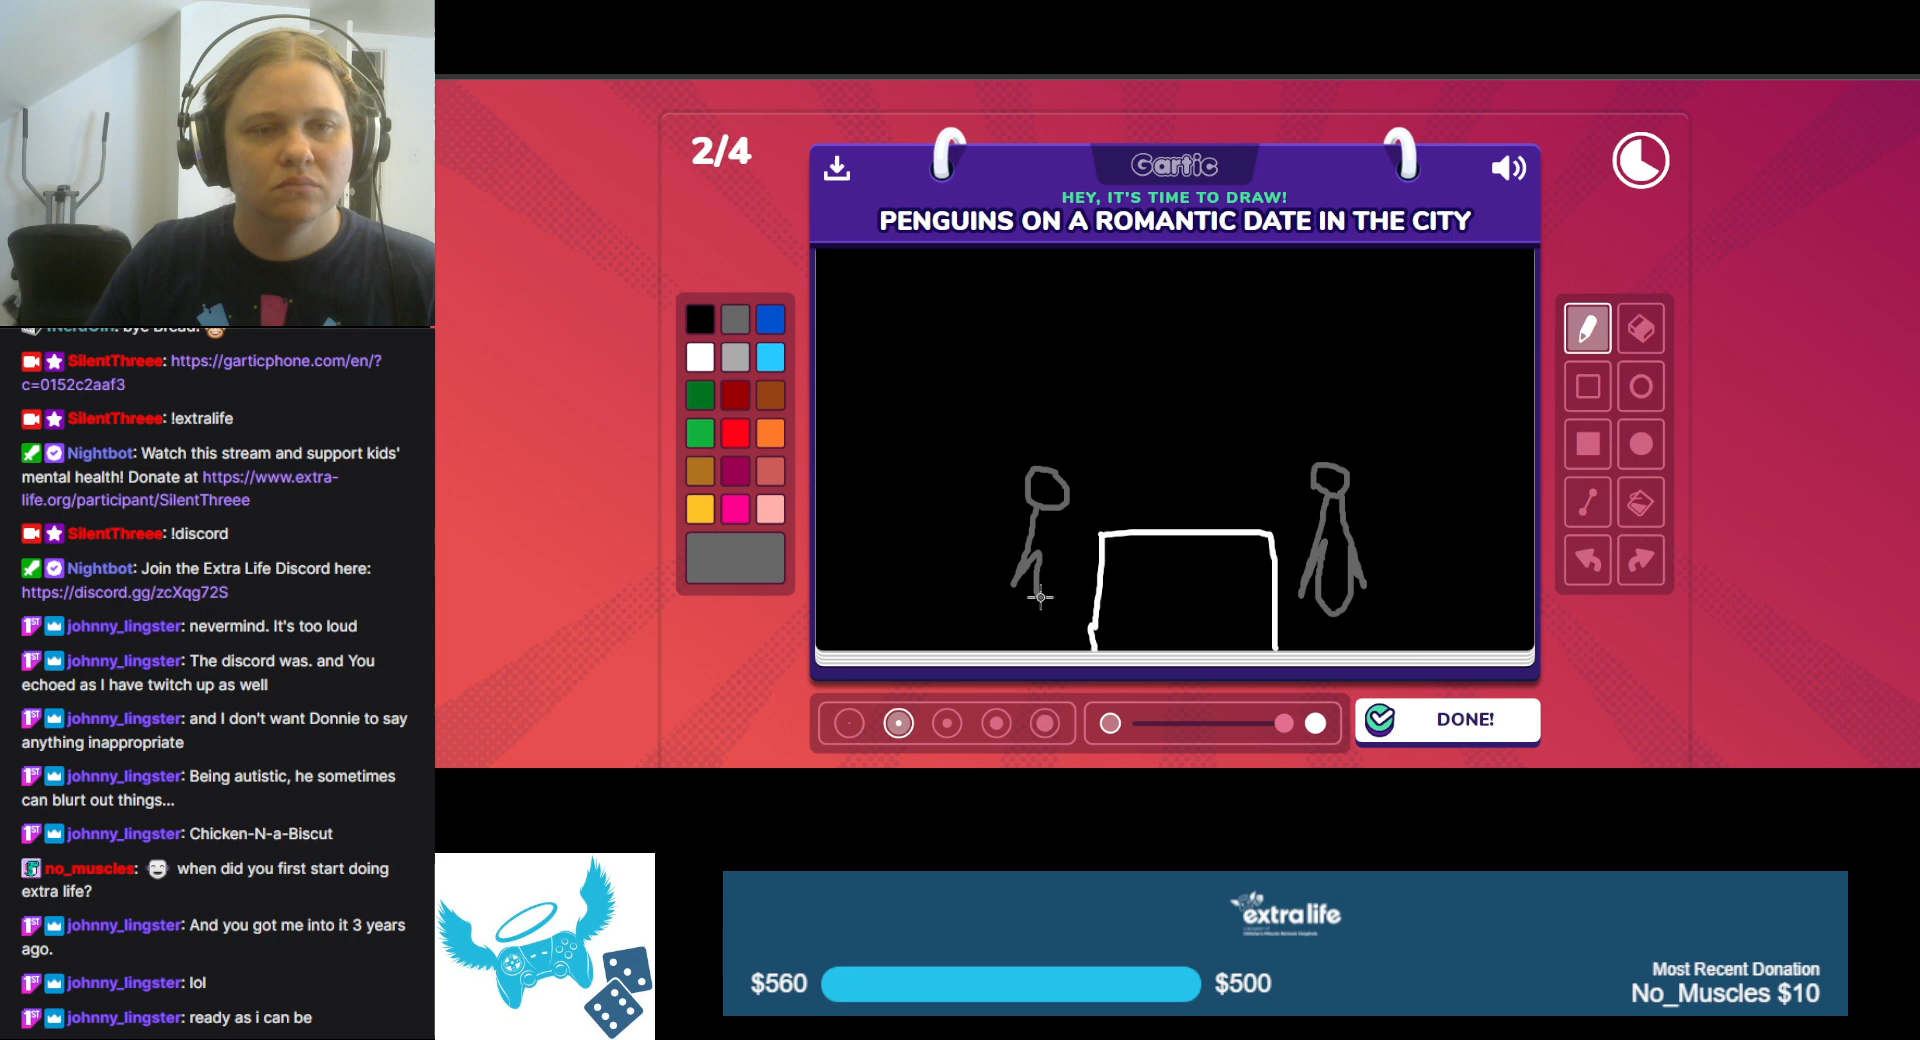 SilentThreee: https://garticphone.com/en/?
c=0152c2aaf3
SilentThreee: !extralife
Nightbot: Watch this stream and support kids'
mental health! Donate at https://www.extra-
life.org/participant/SilentThreee
SilentThreee: !discord
Nightbot: Join the Extra Life Discord here:
https://discord.gg/zcXqg72S
johnny_lingster: nevermind. It's too loud
johnny_lingster: The discord was. and You
echoed as I have twitch up as well
johnny_lingster: and I don't want Donnie to say
anything inappropriate
johnny_lingster: Being autistic, he sometimes
can blurt out things...
johnny_lingster: Chicken-N-a-Biscut
no_muscles: when did you first start doing
extra life?
johnny_lingster: And you got me into it 3 years
ago.
johnny_lingster: lol
johnny_lingster: ready as i can be
2/4
Gartic
HEY, IT'S TIME TO DRAW!
PENGUINS ON A ROMANTIC DATE IN THE CITY
DONE!
extra life
$560
$500
Most Recent Donation
No_Muscles $10